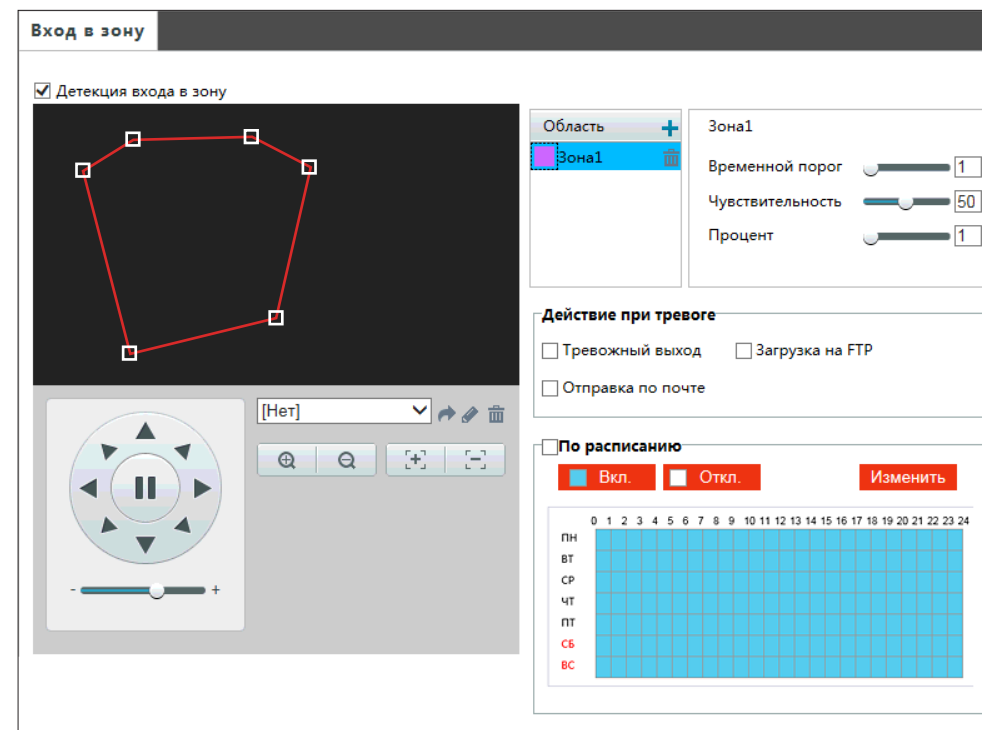 Вход в зону
Детекция входа в зону
Область
Зона1
Зона1
Временной порог 1
Чувствительность 50
Процент 1
Действие при тревоге
Тревожный выход Загрузка на FTP
Отправка по почте
[Нет]
- +
По расписанию
Вкл. Откл. Изменить
0 1 2 3 4 5 6 7 8 9 10 11 12 13 14 15 16 17 18 19 20 21 22 23 24
ПН
ВТ
СР
ЧТ
ПТ
СБ
ВС